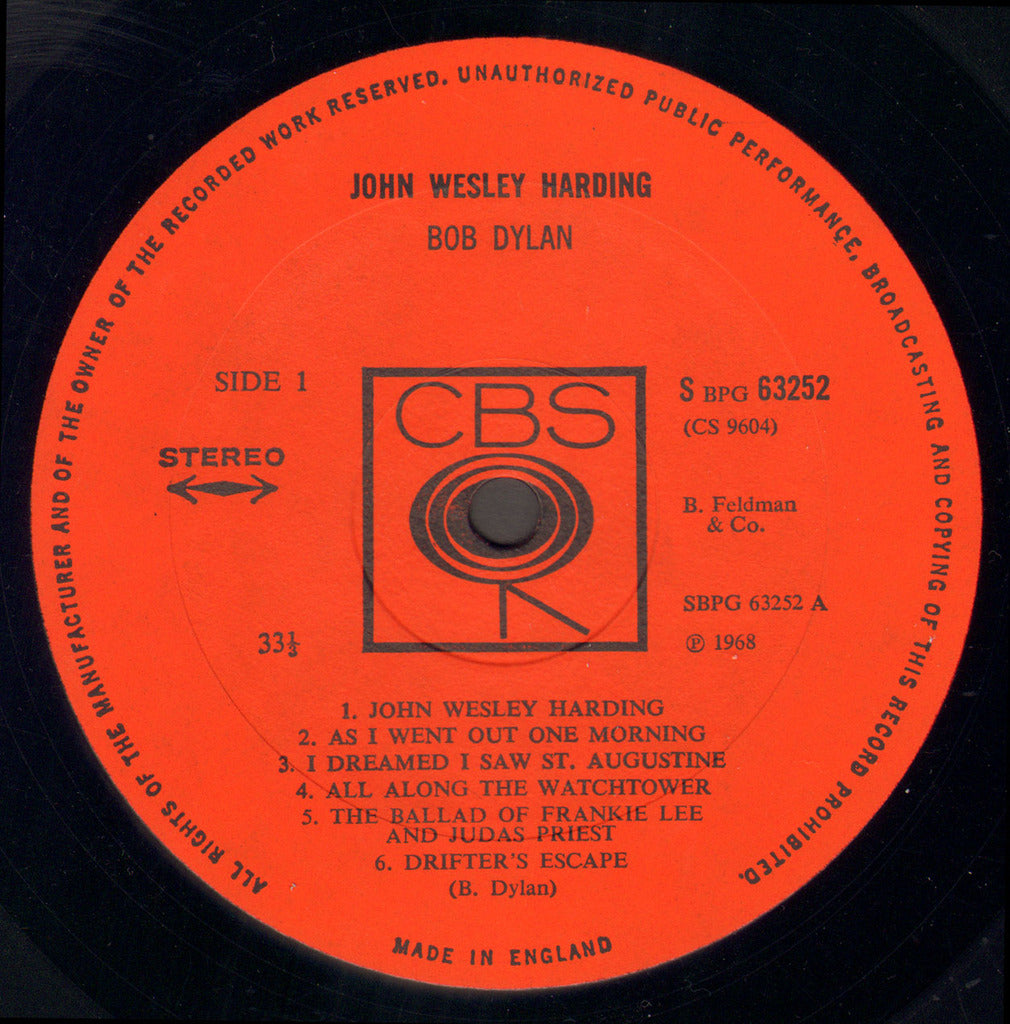 ALL RIGHTS OF THE MANUFACTURER AND OF THE OWNER OF THE RECORDED WORK RESERVED. UNAUTHORIZED PUBLIC PERFORMANCE, BROADCASTING AND COPYING OF THIS RECORD PROHIBITED.
JOHN WESLEY HARDING
BOB DYLAN
SIDE 1
STEREO
33⅓
CBS
S BPG 63252
(CS 9604)
B. Feldman
& Co.
SBPG 63252 A
℗ 1968
1. JOHN WESLEY HARDING
2. AS I WENT OUT ONE MORNING
3. I DREAMED I SAW ST. AUGUSTINE
4. ALL ALONG THE WATCHTOWER
5. THE BALLAD OF FRANKIE LEE
AND JUDAS PRIEST
6. DRIFTER'S ESCAPE
(B. Dylan)
MADE IN ENGLAND